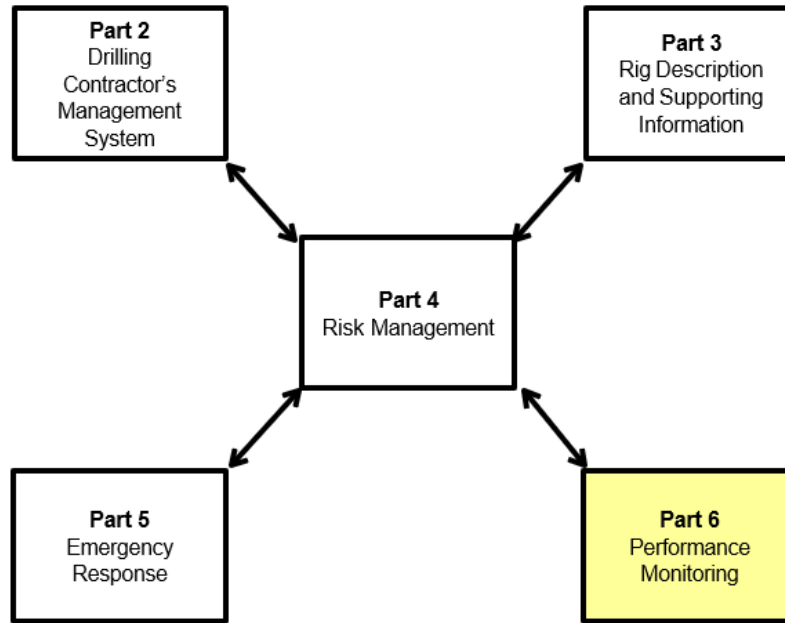 Part 2
Drilling
Contractor’s
Management
System
Part 3
Rig Description
and Supporting
Information
Part 4
Risk Management
Part 5
Emergency
Response
Part 6
Performance
Monitoring